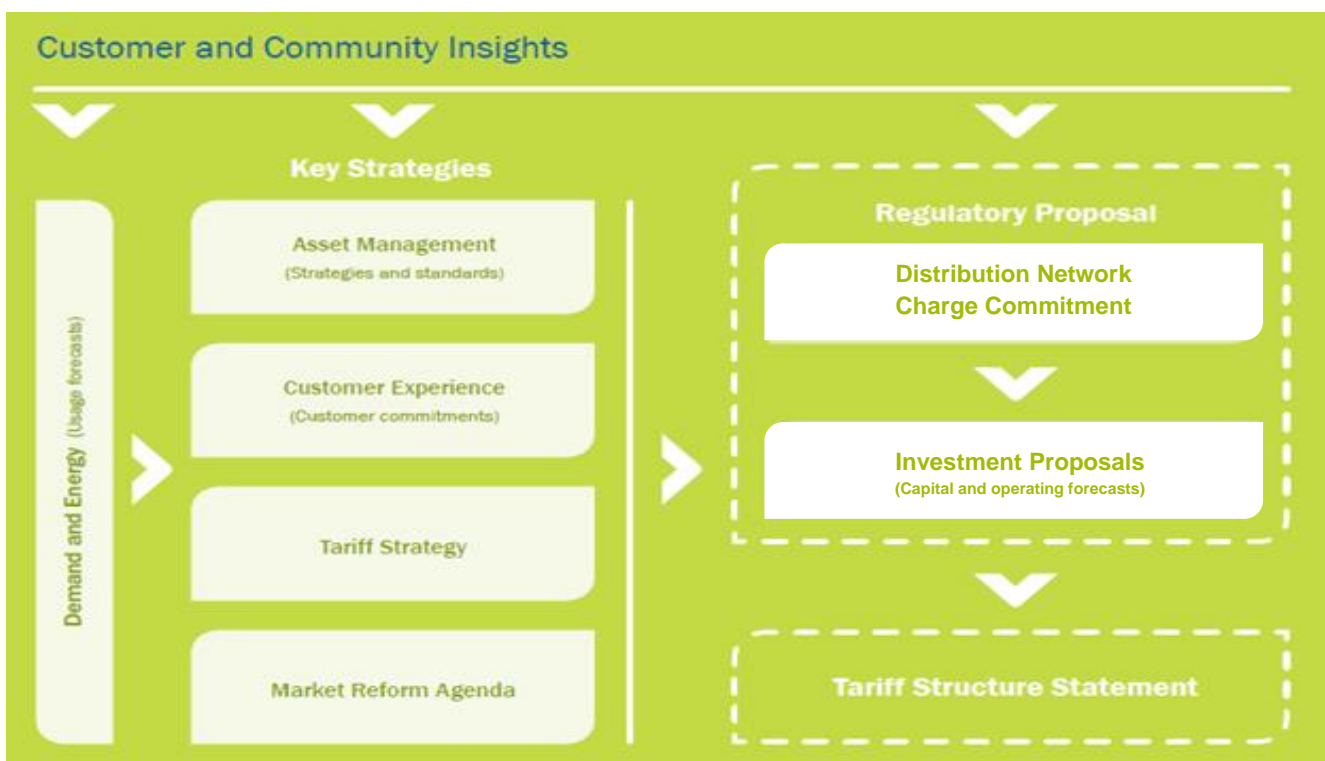 Customer and Community Insights
Demand and Energy (Usage forecasts)
Key Strategies
Asset Management
(Strategies and standards)
Customer Experience
(Customer commitments)
Tariff Strategy
Market Reform Agenda
Regulatory Proposal
Distribution Network
Charge Commitment
Investment Proposals
(Capital and operating forecasts)
Tariff Structure Statement